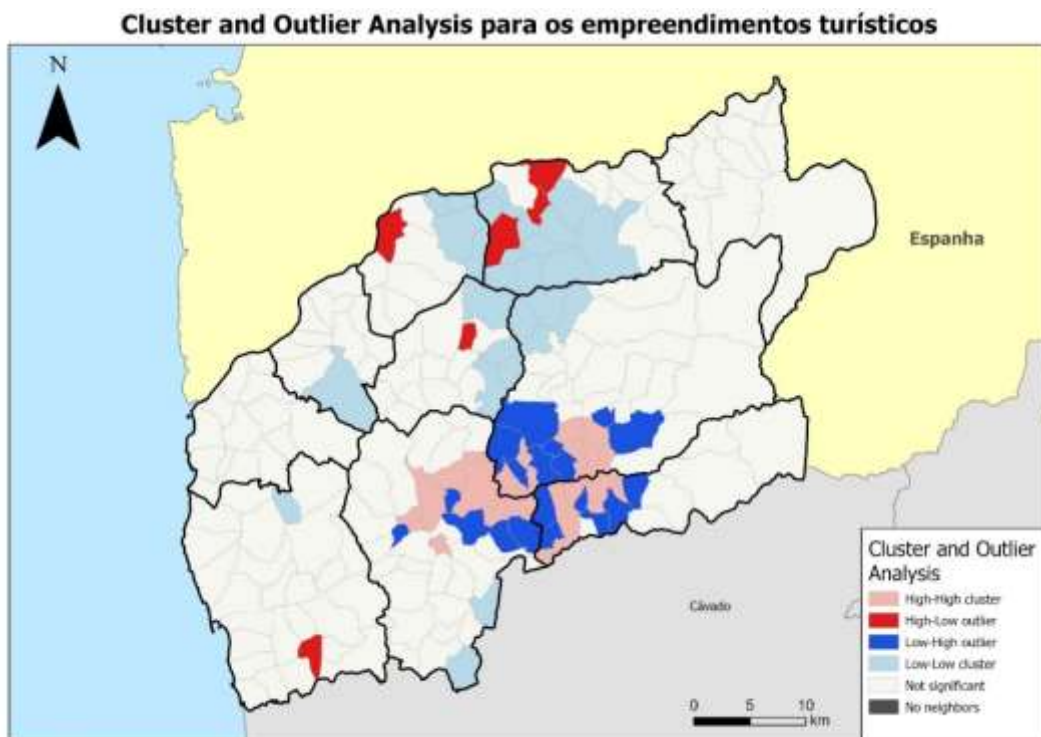 Cluster and Outlier Analysis para os empreendimentos turísticos
N
Espanha
Cávado
Cluster and Outlier
Analysis
High-High cluster
High-Low outlier
Low-High outlier
Low-Low cluster
Not significant
No neighbors
0 5 10
km